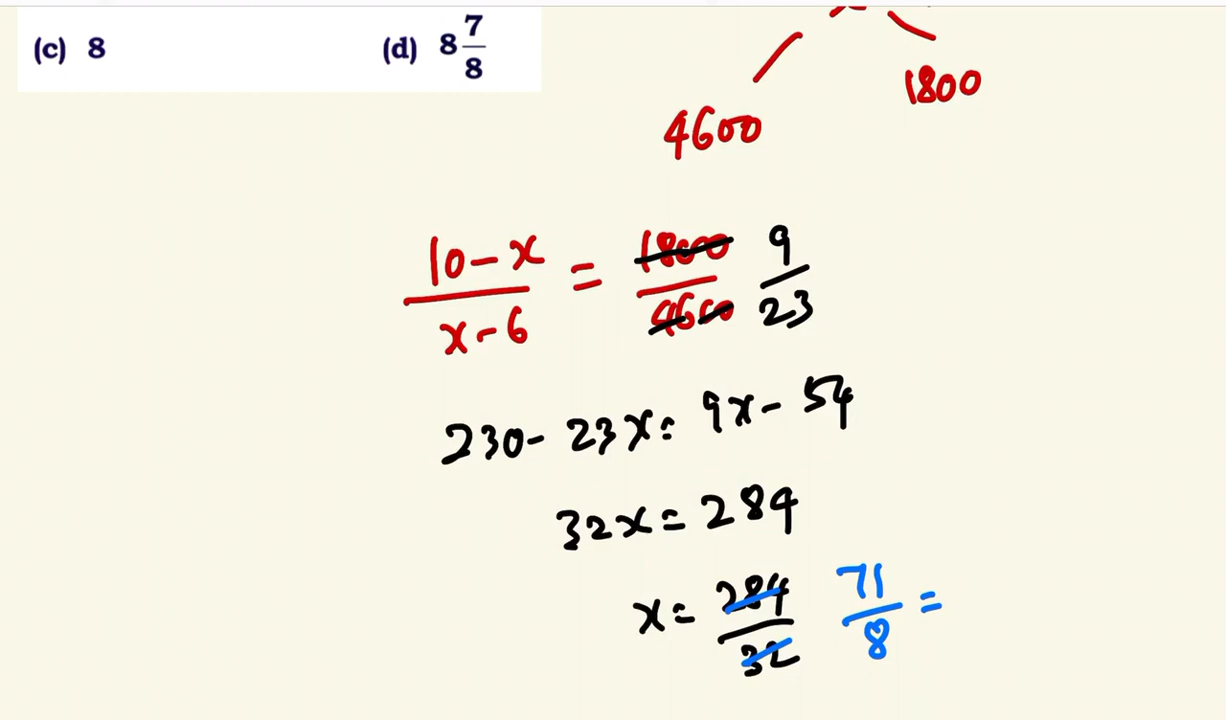 (c) 8 (d) 8 7/8
1800
4600
10 - x / x - 6 = 1800 / 4600 9 / 23
230 - 23x = 9x - 54
32x = 284
x = 284 / 32 71 / 8 =